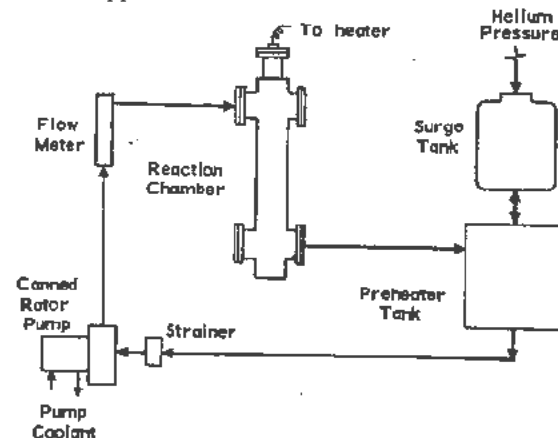 To heater
Helium
Pressure
Flow
Meter
Surge
Tank
Reaction
Chamber
Canned
Rotor
Pump
Strainer
Preheater
Tank
Pump
Coolant